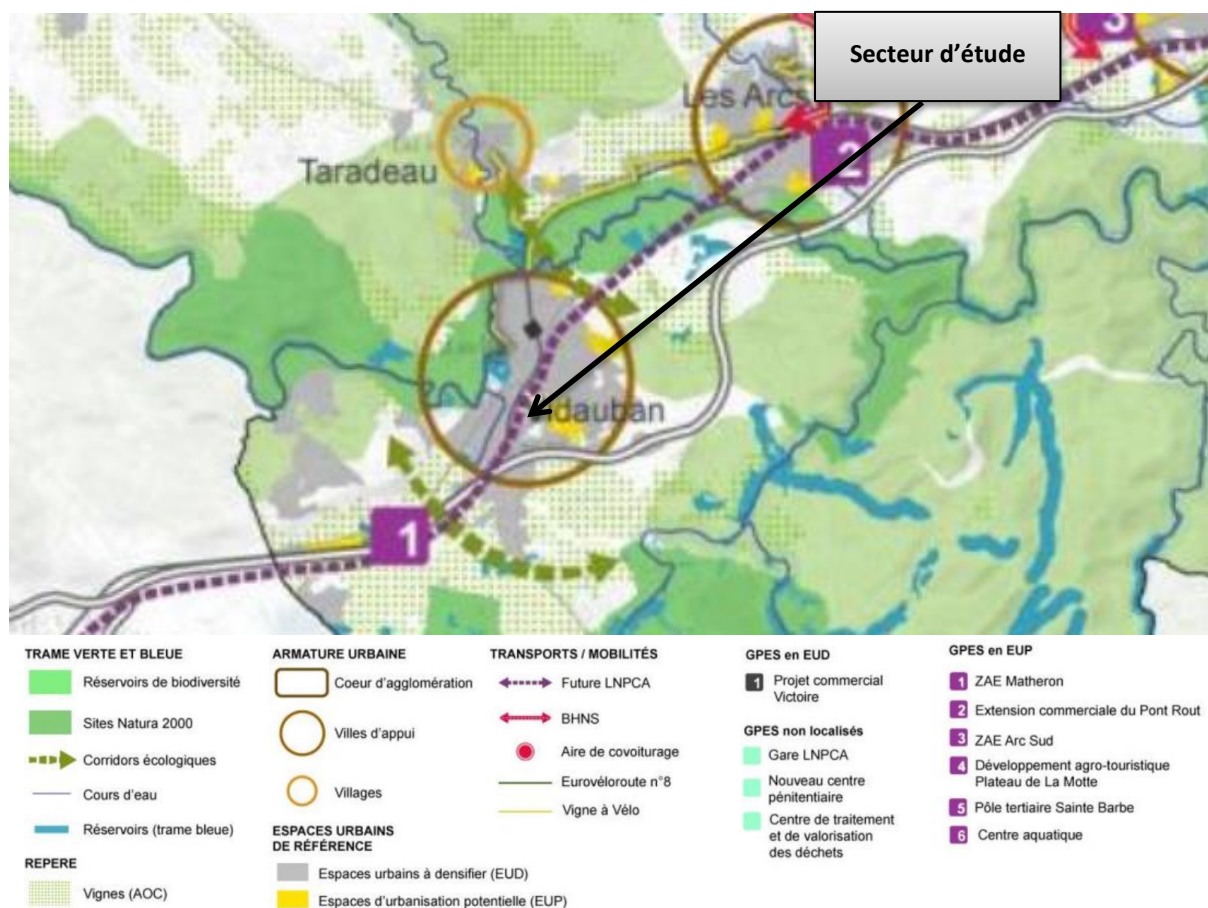 Secteur d’étude
3
Les Arcs
2
Taradeau
idauban
1
TRAME VERTE ET BLEUE
Réservoirs de biodiversité
Sites Natura 2000
Corridors écologiques
Cours d'eau
Réservoirs (trame bleue)
REPERE
Vignes (AOC)
ARMATURE URBAINE
Coeur d'agglomération
Villes d'appui
Villages
ESPACES URBAINS
DE RÉFÉRENCE
Espaces urbains à densifier (EUD)
Espaces d'urbanisation potentielle (EUP)
TRANSPORTS / MOBILITÉS
Future LNPCA
BHNS
Aire de covoiturage
Eurovéloroute n°8
Vigne à Vélo
GPES en EUD
1 Projet commercial
Victoire
GPES non localisés
Gare LNPCA
Nouveau centre
pénitentiaire
Centre de traitement
et de valorisation
des déchets
GPES en EUP
1 ZAE Matheron
2 Extension commerciale du Pont Rout
3 ZAE Arc Sud
4 Développement agro-touristique
Plateau de La Motte
5 Pôle tertiaire Sainte Barbe
6 Centre aquatique